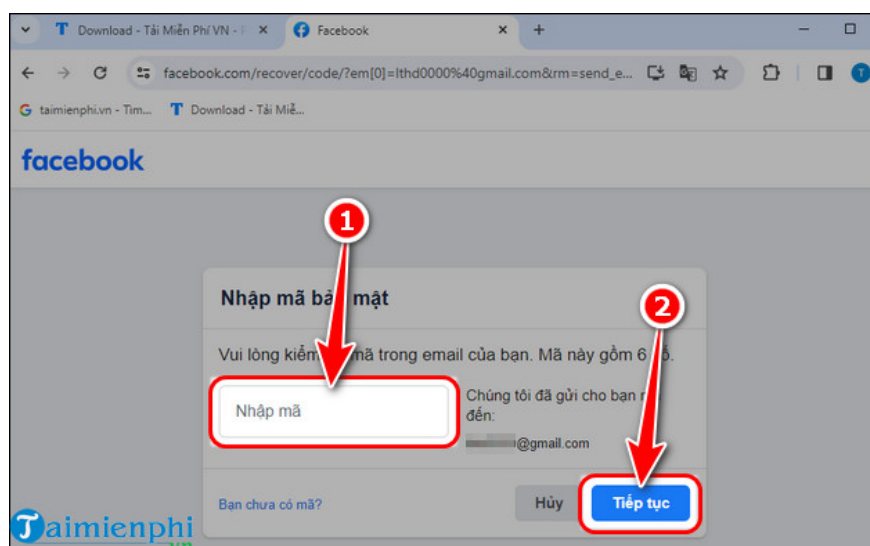 Download - Tải Miễn Phí VN - F
Facebook
facebook.com/recover/code/?em[0]=lthd0000%40gmail.com&rm=send_e...
taimienphi.vn - Tìm...
Download - Tải Miễ...
facebook
1
Nhập mã bảo mật
2
Vui lòng kiểm mã trong email của bạn. Mã này gồm 6 số.
Nhập mã
Chúng tôi đã gửi cho bạn mã
đến:
@gmail.com
Bạn chưa có mã?
Hủy
Tiếp tục
Taimienphi
.vn